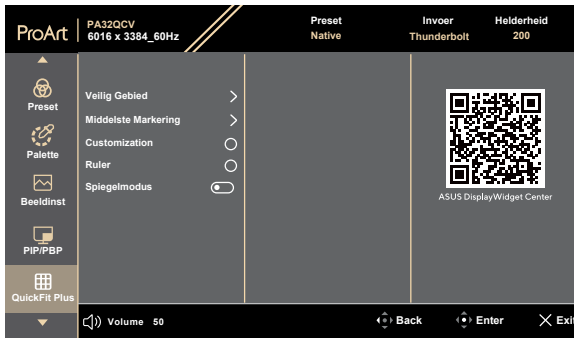 ProArt
PA32QCV
6016 x 3384_60Hz
Preset
Native
Invoer
Thunderbolt
Helderheid
200
Preset
Palette
Beeldinst
PIP/PBP
QuickFit Plus
Veilig Gebied
Middelste Markering
Customization
Ruler
Spiegelmodus
ASUS DisplayWidget Center
Volume 50
Back
Enter
Exi